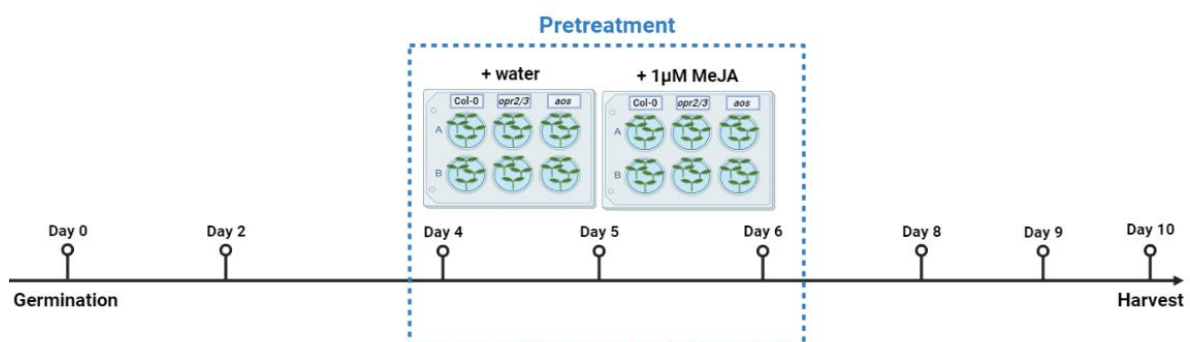 Pretreatment
+ water
+ 1µM MeJA
Col-0 opr2/3 aos
Col-0 opr2/3 aos
A
A
B
B
Day 0
Day 2
Day 4
Day 5
Day 6
Day 8
Day 9
Day 10
Germination
Harvest